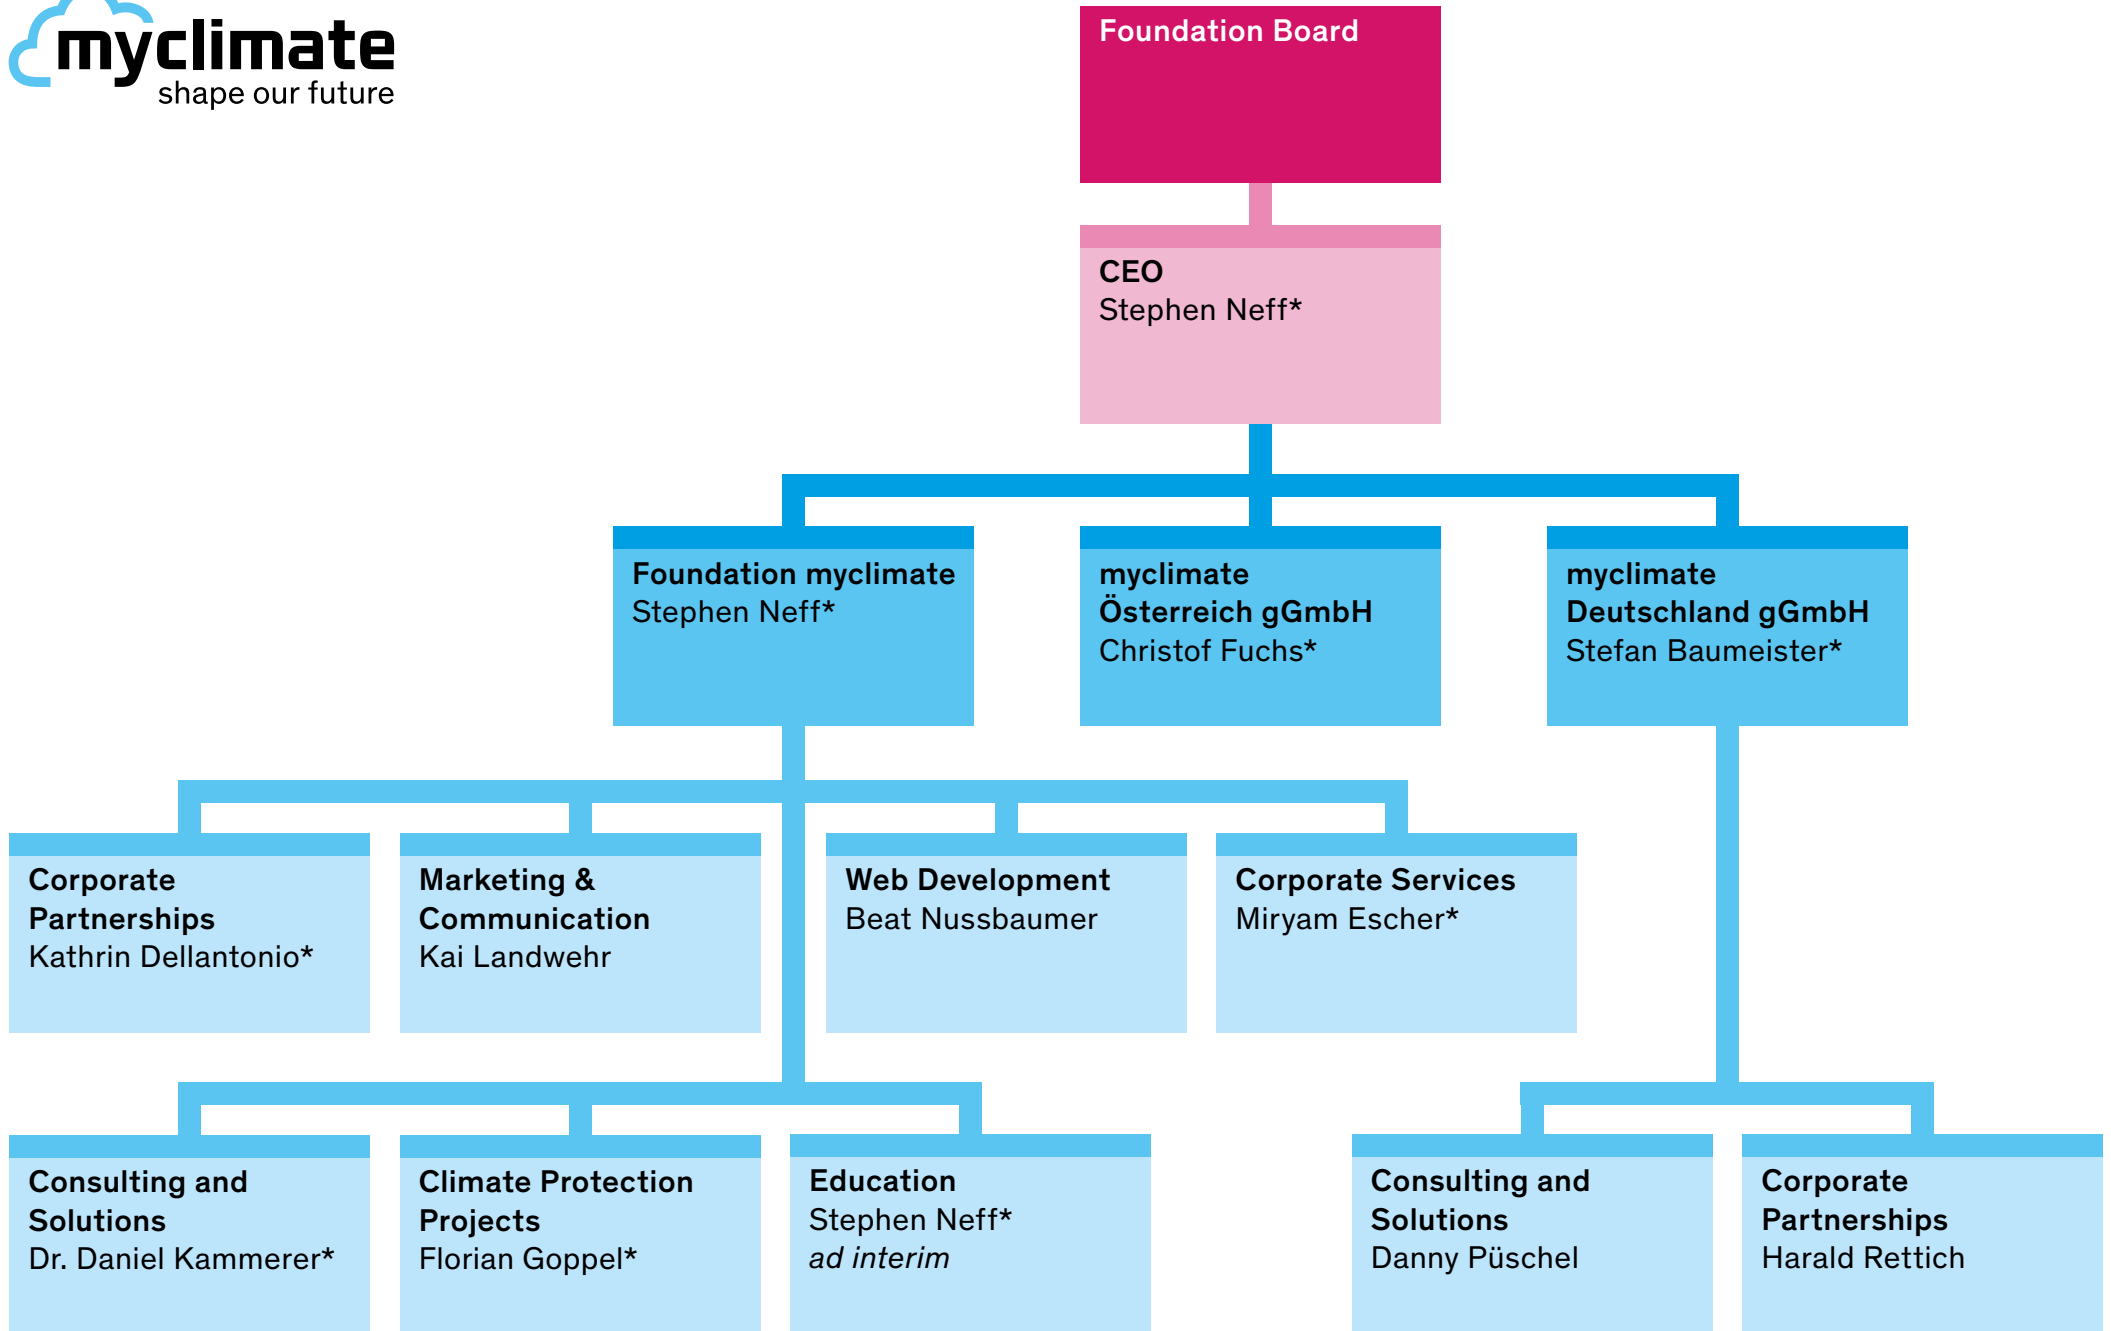 myclimate
shape our future
Foundation Board
CEO
Stephen Neff*
Foundation myclimate
Stephen Neff*
myclimate
Österreich gGmbH
Christof Fuchs*
myclimate
Deutschland gGmbH
Stefan Baumeister*
Corporate
Partnerships
Kathrin Dellantonio*
Marketing &
Communication
Kai Landwehr
Web Development
Beat Nussbaumer
Corporate Services
Miryam Escher*
Consulting and
Solutions
Dr. Daniel Kammerer*
Climate Protection
Projects
Florian Goppel*
Education
Stephen Neff*
ad interim
Consulting and
Solutions
Danny Püschel
Corporate
Partnerships
Harald Rettich